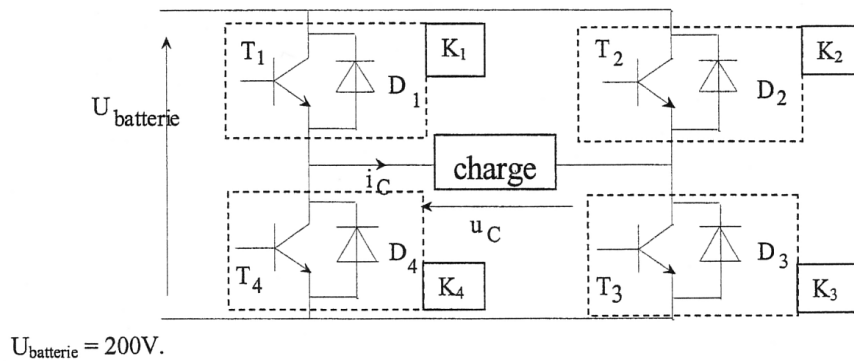 T1
K1
D1
T2
K2
D2
Ubatterie
charge
iC
uC
T4
D4
K4
T3
D3
K3
Ubatterie = 200V.